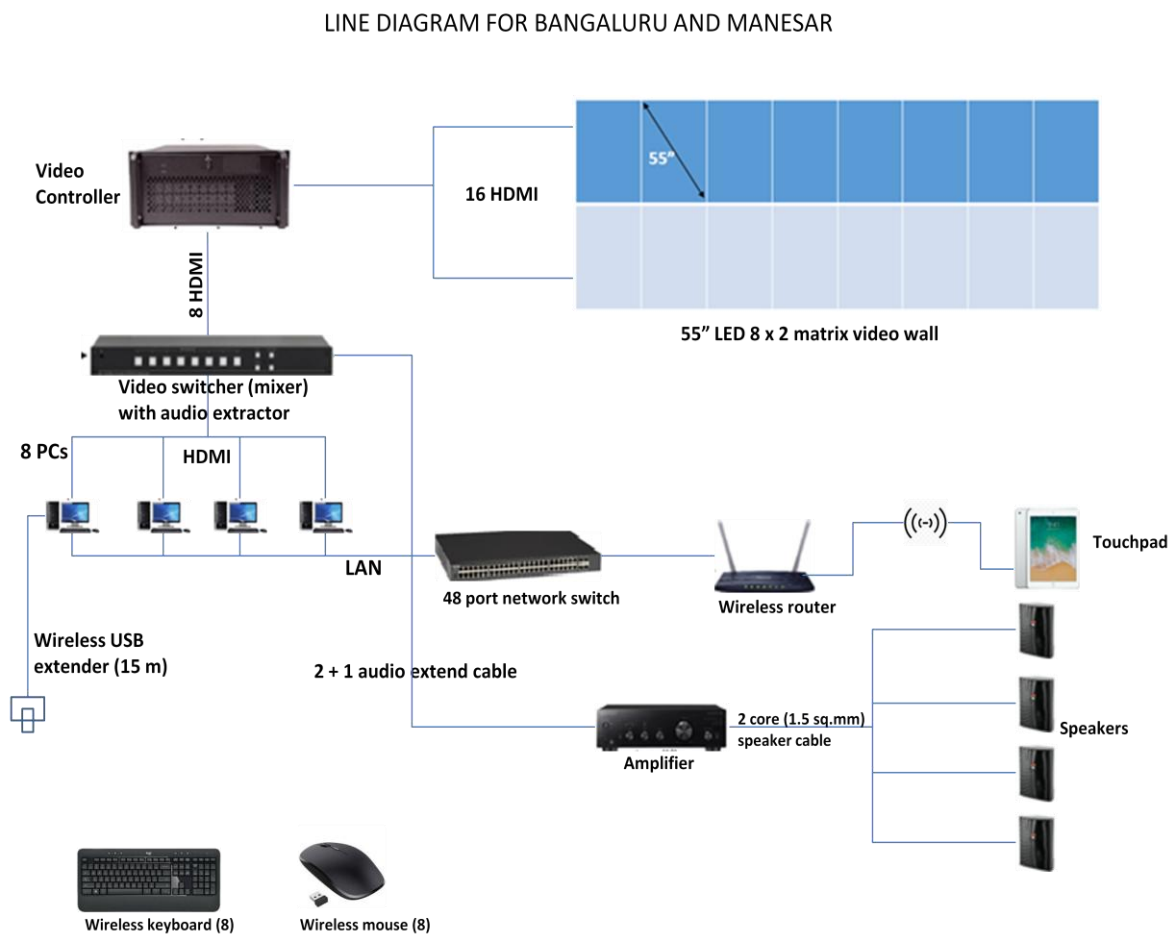 LINE DIAGRAM FOR BANGALURU AND MANESAR
Video
Controller
16 HDMI
55”
8 HDMI
55” LED 8 x 2 matrix video wall
Video switcher (mixer)
with audio extractor
8 PCs
HDMI
LAN
48 port network switch
Wireless router
Touchpad
Wireless USB
extender (15 m)
2 + 1 audio extend cable
2 core (1.5 sq.mm)
speaker cable
Speakers
Amplifier
Wireless keyboard (8)
Wireless mouse (8)